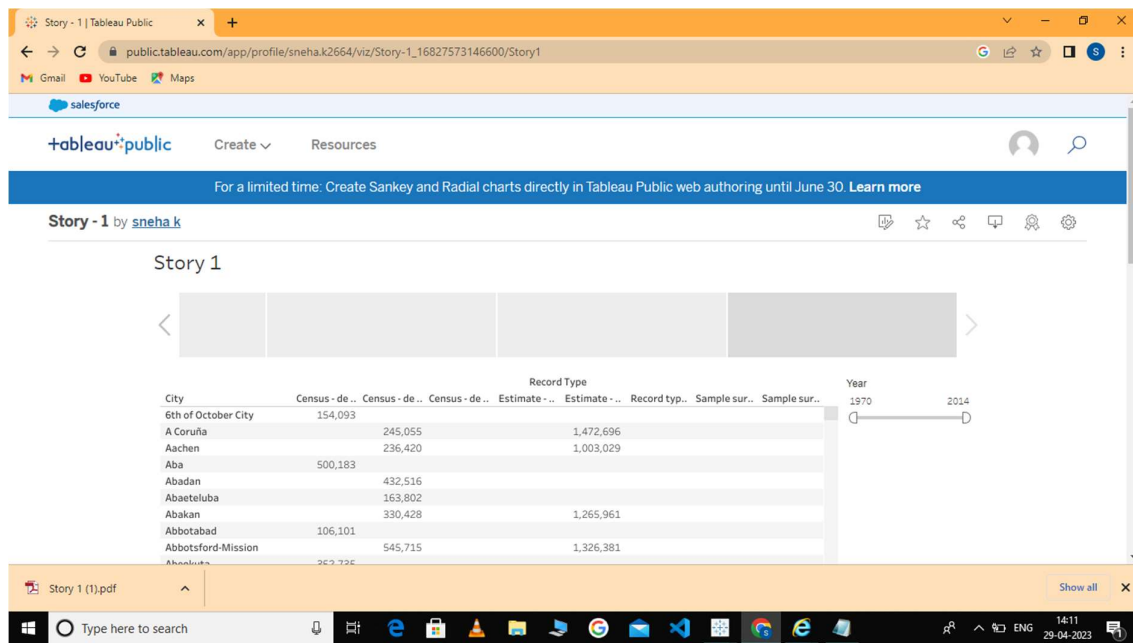 Story - 1 | Tableau Public
public.tableau.com/app/profile/sneha.k2664/viz/Story-1_16827573146600/Story1
S
Gmail YouTube Maps
salesforce
+ableau public Create Resources
For a limited time: Create Sankey and Radial charts directly in Tableau Public web authoring until June 30. Learn more
Story - 1 by sneha k
Story 1
Record Type
Year
City Census - de .. Census - de .. Census - de .. Estimate - .. Estimate - .. Record typ.. Sample sur.. Sample sur..
1970 2014
6th of October City 154,093
A Coruña 245,055 1,472,696
Aachen 236,420 1,003,029
Aba 500,183
Abadan 432,516
Abaeteluba 163,802
Abakan 330,428 1,265,961
Abbotabad 106,101
Abbotsford-Mission 545,715 1,326,381
Abeokuta 352,735
Story 1 (1).pdf Show all
Type here to search
ENG
14:11
29-04-2023
1